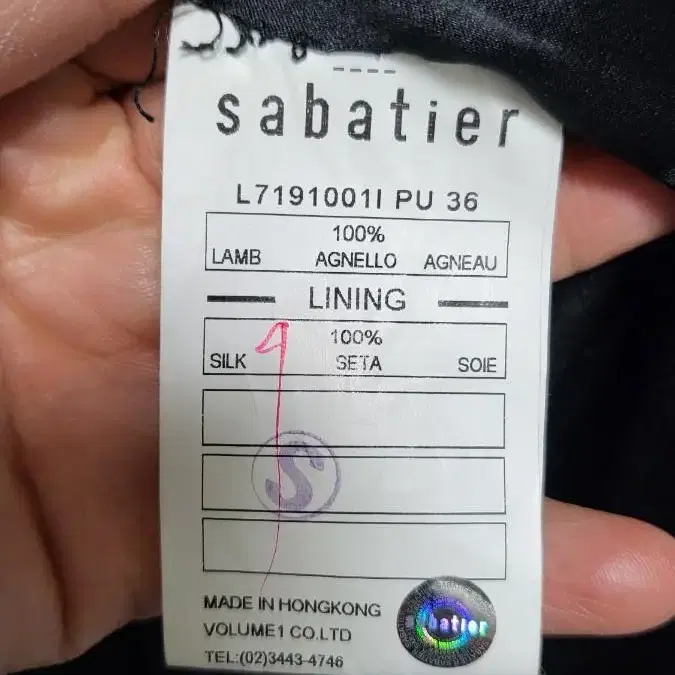 sabatier
L7191001I PU 36
100%
LAMB AGNELLO AGNEAU
LINING
100%
SILK SETA SOIE
S
MADE IN HONGKONG
VOLUME1 CO.LTD
TEL:(02)3443-4746
sabatier